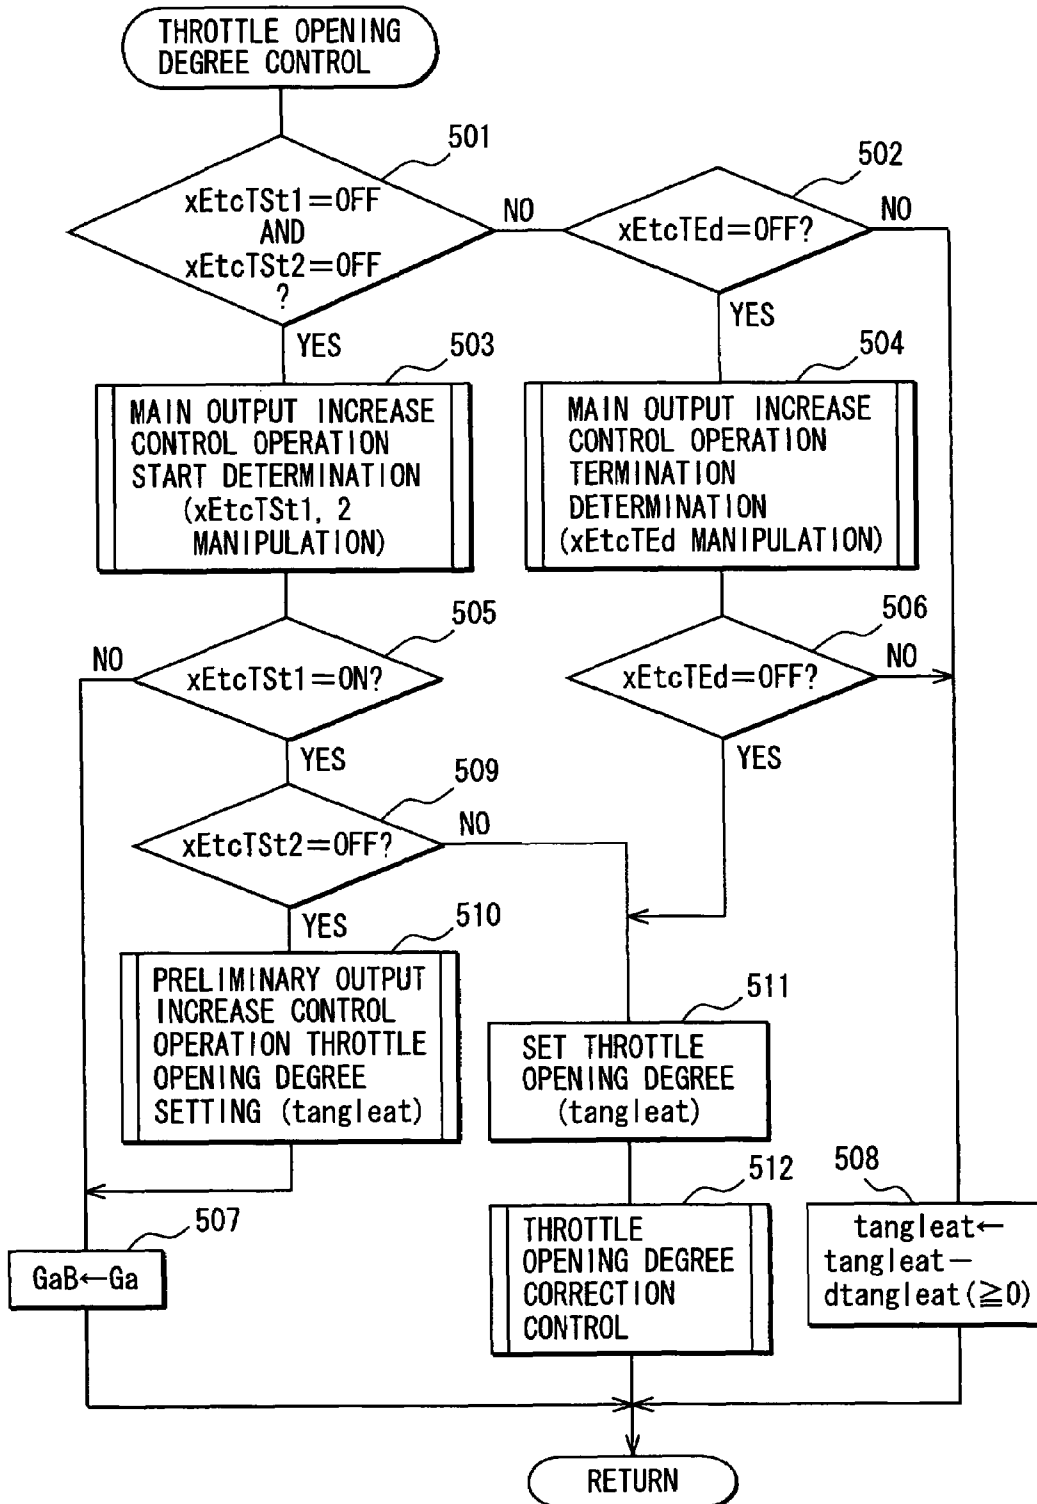 THROTTLE OPENING
DEGREE CONTROL
501
xEtcTSt1=OFF
AND
xEtcTSt2=OFF
?
NO
YES
502
xEtcTEd=OFF?
NO
YES
503
MAIN OUTPUT INCREASE
CONTROL OPERATION
START DETERMINATION
(xEtcTSt1, 2
MANIPULATION)
504
MAIN OUTPUT INCREASE
CONTROL OPERATION
TERMINATION
DETERMINATION
(xEtcTEd MANIPULATION)
505
NO
xEtcTSt1=ON?
YES
506
xEtcTEd=OFF?
NO
YES
509
xEtcTSt2=OFF?
NO
YES
510
PRELIMINARY OUTPUT
INCREASE CONTROL
OPERATION THROTTLE
OPENING DEGREE
SETTING (tangleat)
511
SET THROTTLE
OPENING DEGREE
(tangleat)
507
GaB←Ga
512
THROTTLE
OPENING DEGREE
CORRECTION
CONTROL
508
tangleat←
tangleat−
dtangleat(≧0)
RETURN